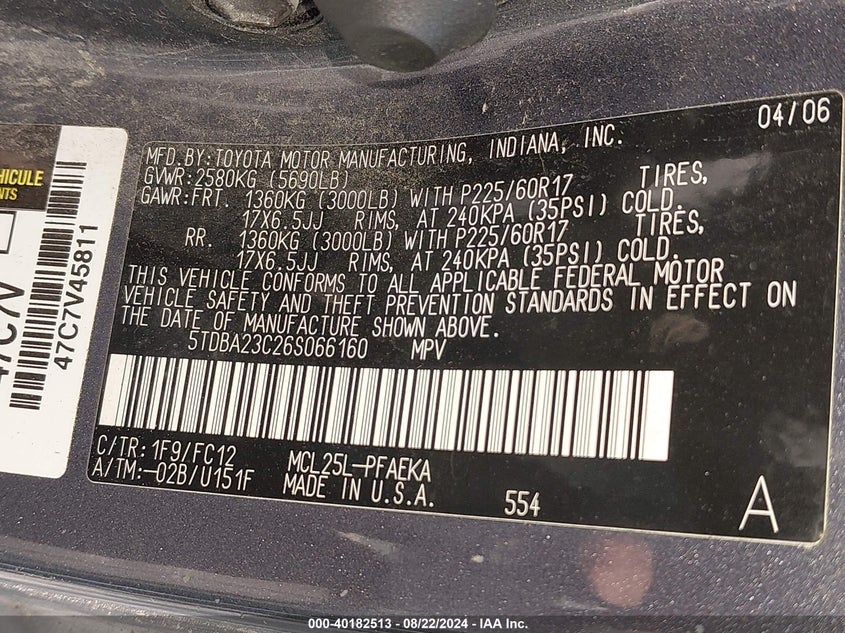 04/06
MFD.BY:TOYOTA MOTOR MANUFACTURING, INDIANA, INC.
GVWR:2580KG (5690LB)
GAWR:FRT. 1360KG (3000LB) WITH P225/60R17 TIRES,
17X6.5JJ RIMS, AT 240KPA (35PSI) COLD.
RR. 1360KG (3000LB) WITH P225/60R17 TIRES,
17X6.5JJ RIMS, AT 240KPA (35PSI) COLD.
THIS VEHICLE CONFORMS TO ALL APPLICABLE FEDERAL MOTOR
VEHICLE SAFETY AND THEFT PREVENTION STANDARDS IN EFFECT ON
THE DATE OF MANUFACTURE SHOWN ABOVE.
5TDBA23C26S066160 MPV
C/TR: 1F9/FC12 MCL25L-PFAEKA
A/TM:-02B/U151F MADE IN U.S.A. 554 A
47C7V
47C7V45811
000-40182513 - 08/22/2024 - IAA Inc.